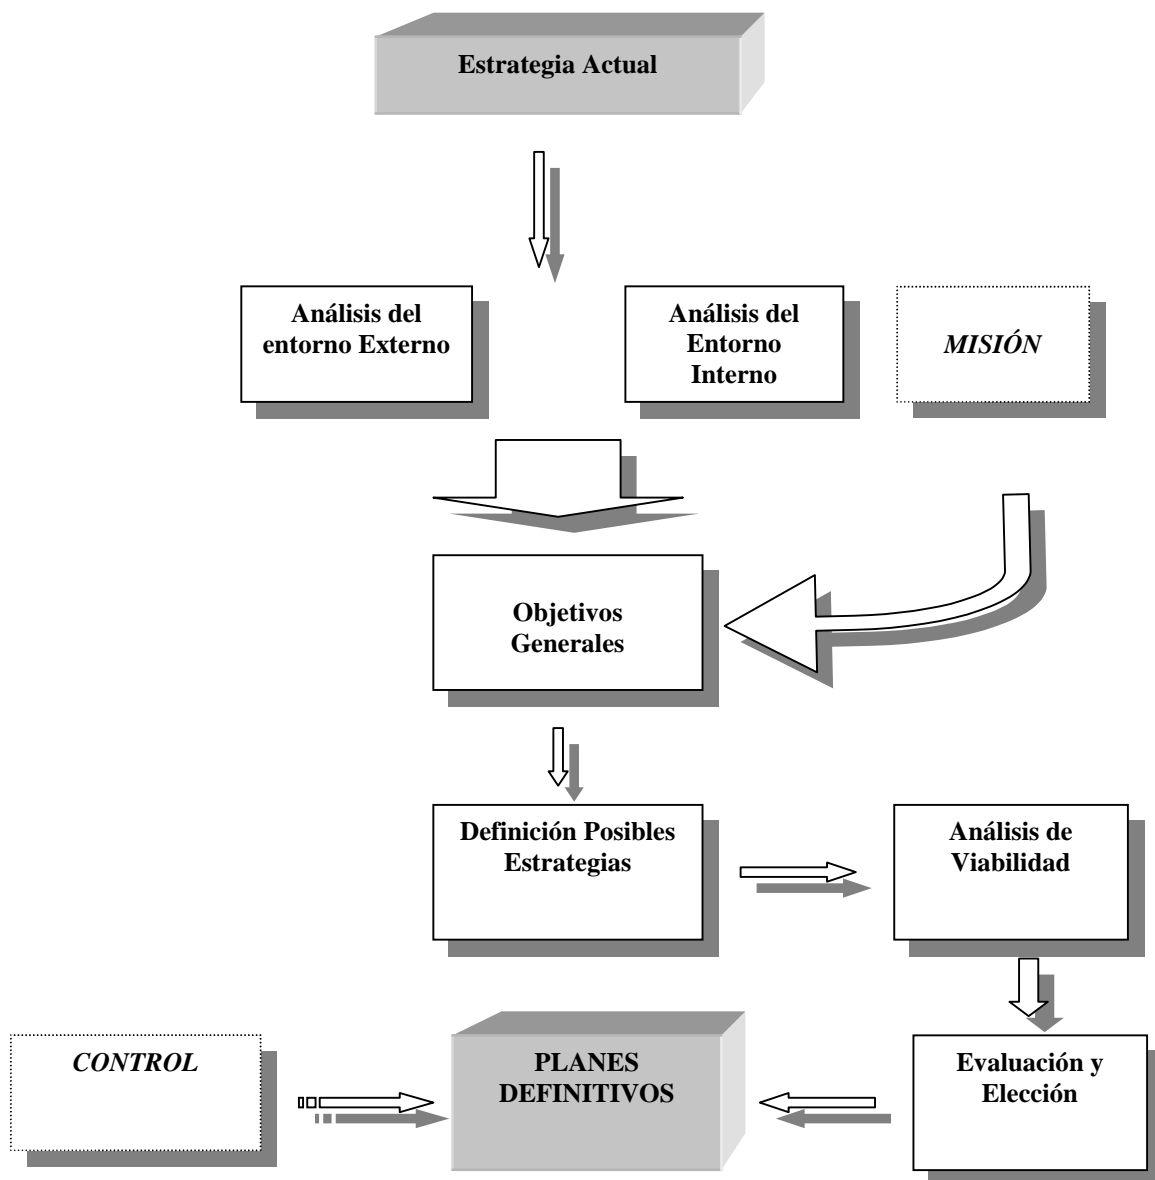 Estrategia Actual
Análisis del
entorno Externo
Análisis del
Entorno
Interno
MISIÓN
Objetivos
Generales
Definición Posibles
Estrategias
Análisis de
Viabilidad
CONTROL
PLANES
DEFINITIVOS
Evaluación y
Elección